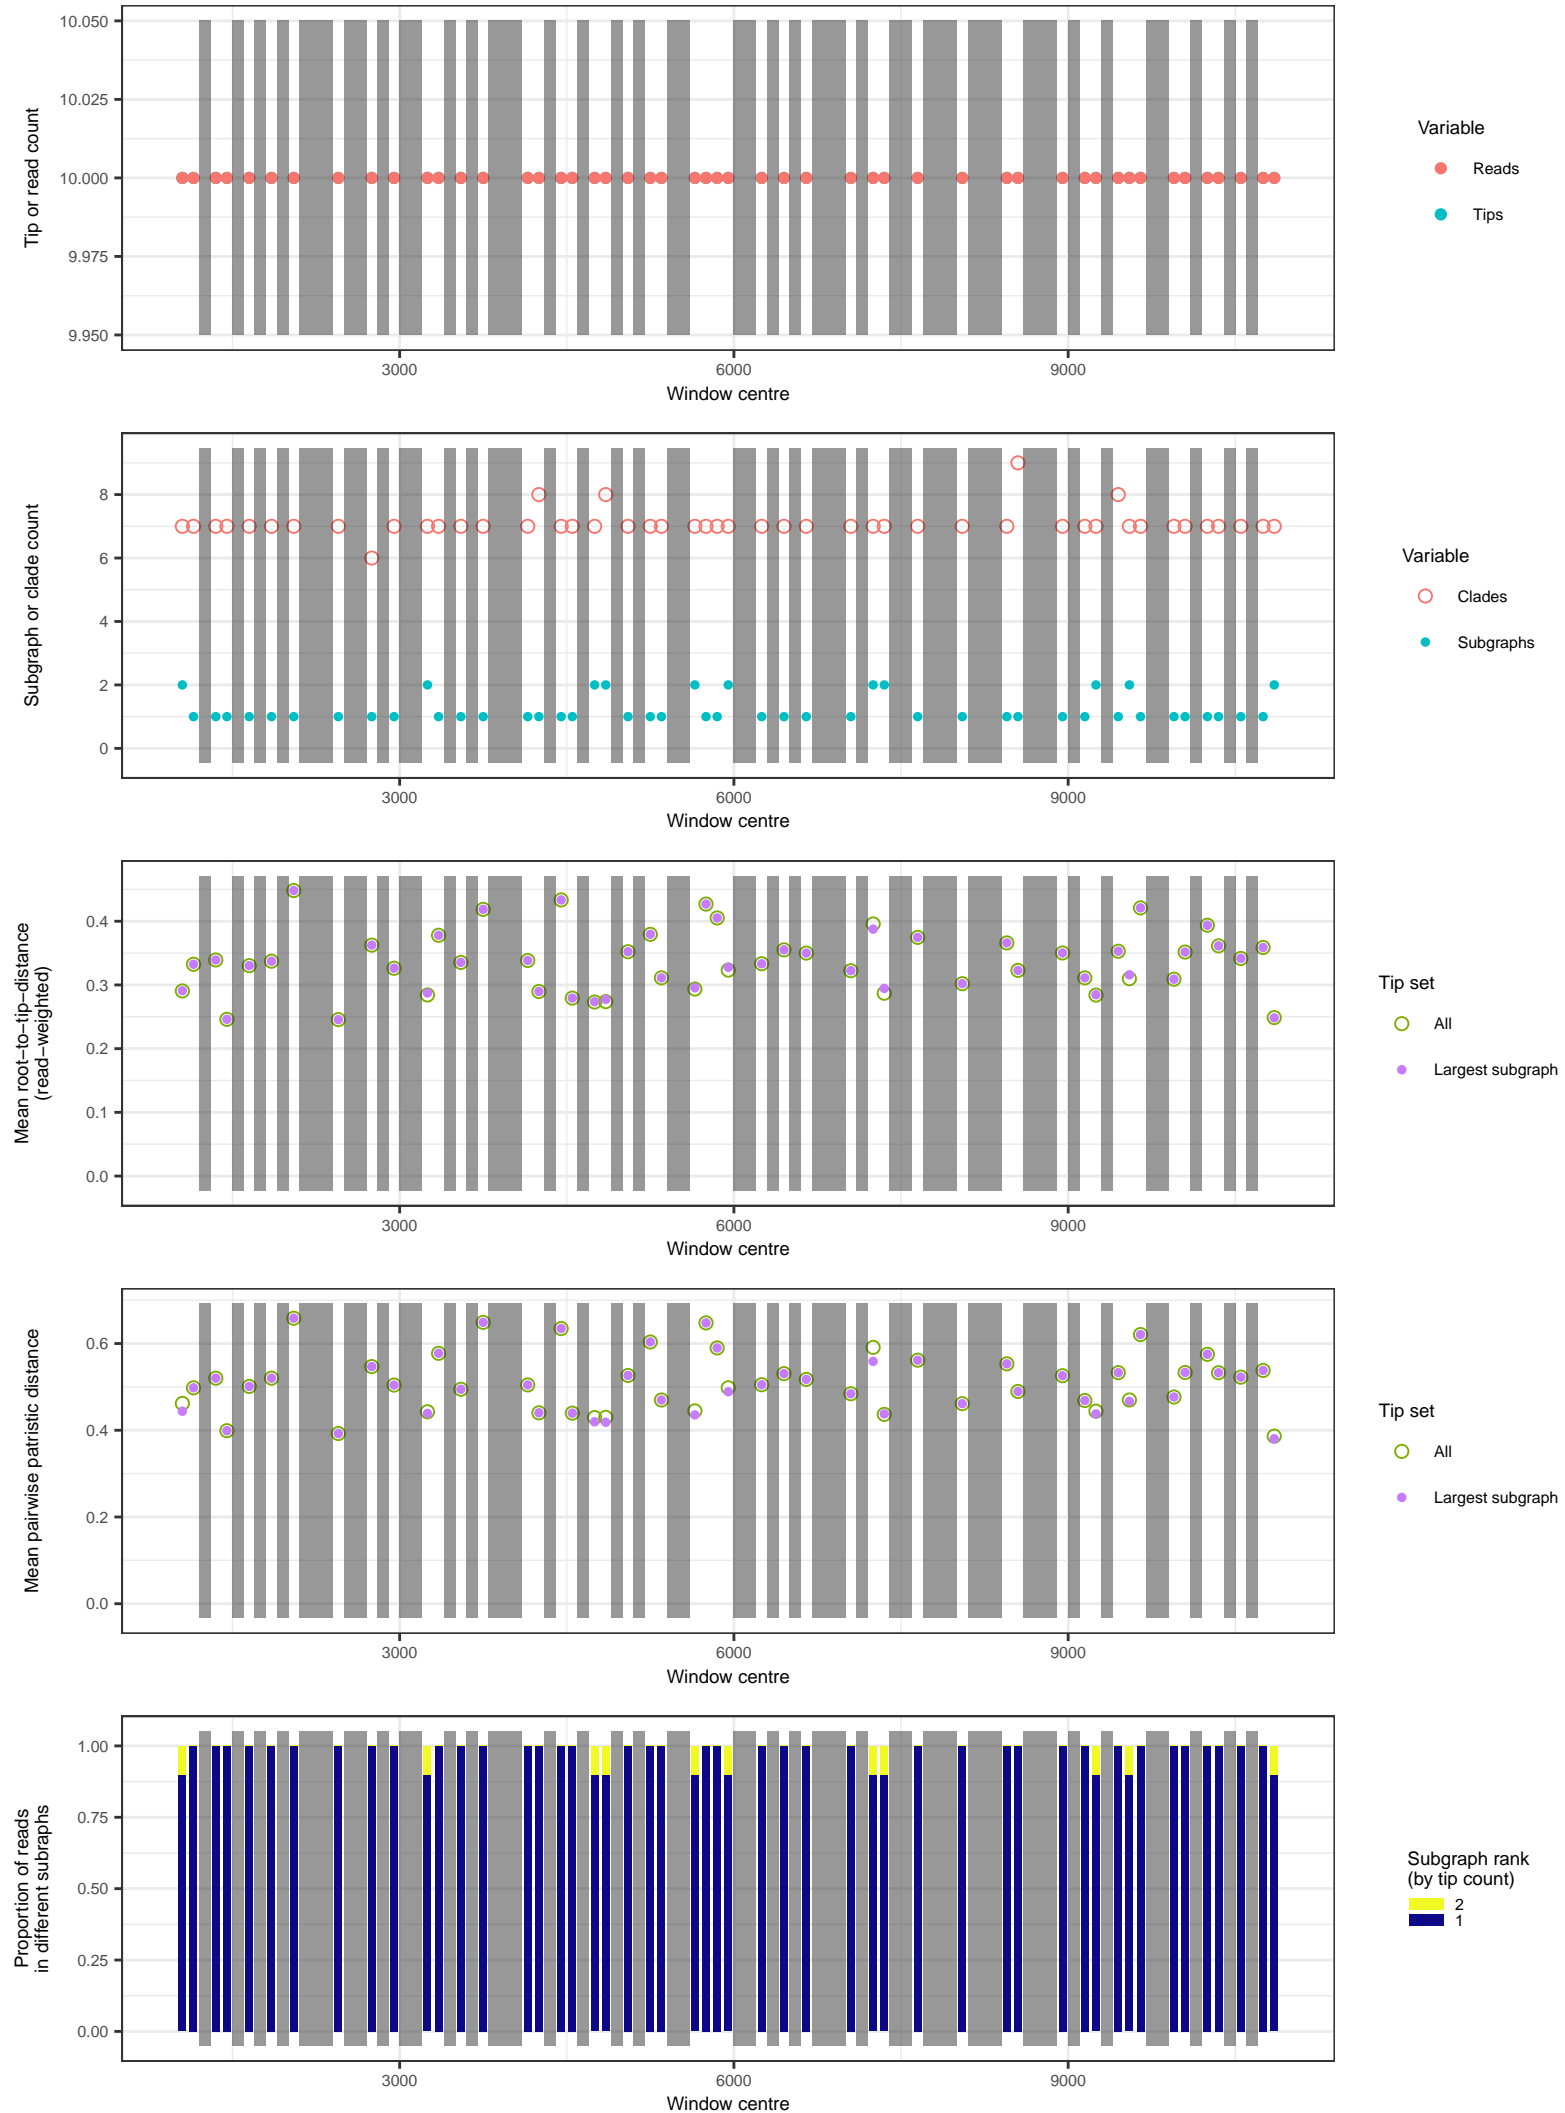 10.050
10.025
10.000
9.975
9.950
Tip or read count
3000
6000
9000
Window centre
Variable
Reads
Tips
8
6
4
2
0
Subgraph or clade count
3000
6000
9000
Window centre
Variable
Clades
Subgraphs
0.4
0.3
0.2
0.1
0.0
Mean root−to−tip−distance
(read−weighted)
3000
6000
9000
Window centre
Tip set
All
Largest subgraph
0.6
0.4
0.2
0.0
Mean pairwise patristic distance
3000
6000
9000
Window centre
Tip set
All
Largest subgraph
1.00
0.75
0.50
0.25
0.00
Proportion of reads
in different subraphs
3000
6000
9000
Window centre
Subgraph rank
(by tip count)
2
1